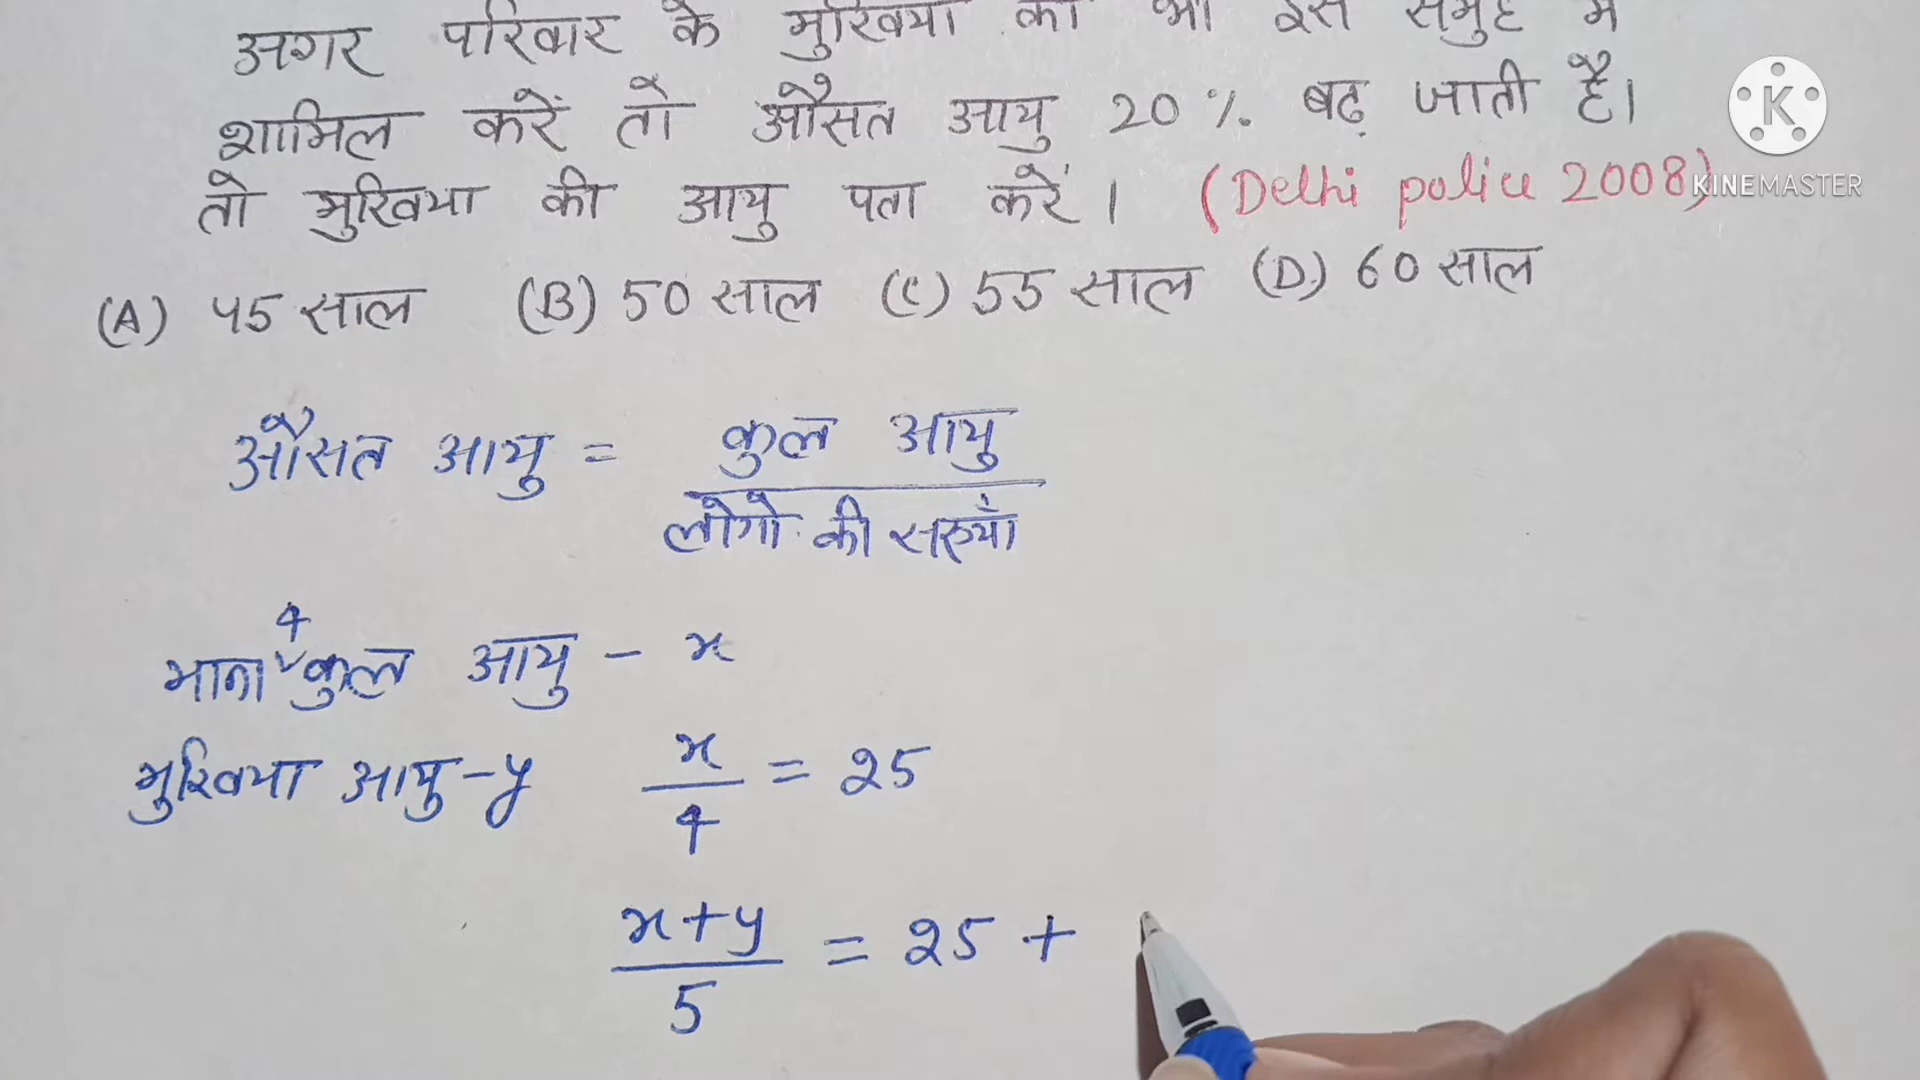 अगर परिवार के मुखिया को भी इस समुह में
शामिल करें तो औसत आयु 20 % बढ़ जाती है।
तो मुखिया की आयु पता करें। (Delhi police 2008)
KINEMASTER
(A) 45 साल (B) 50 साल (C) 55 साल (D) 60 साल
औसत आयु = कुल आयु
लोगो की सख्याँ
4
माना कुल आयु - x
मुखिया आयु - y x/4 = 25
x+y/5 = 25 +